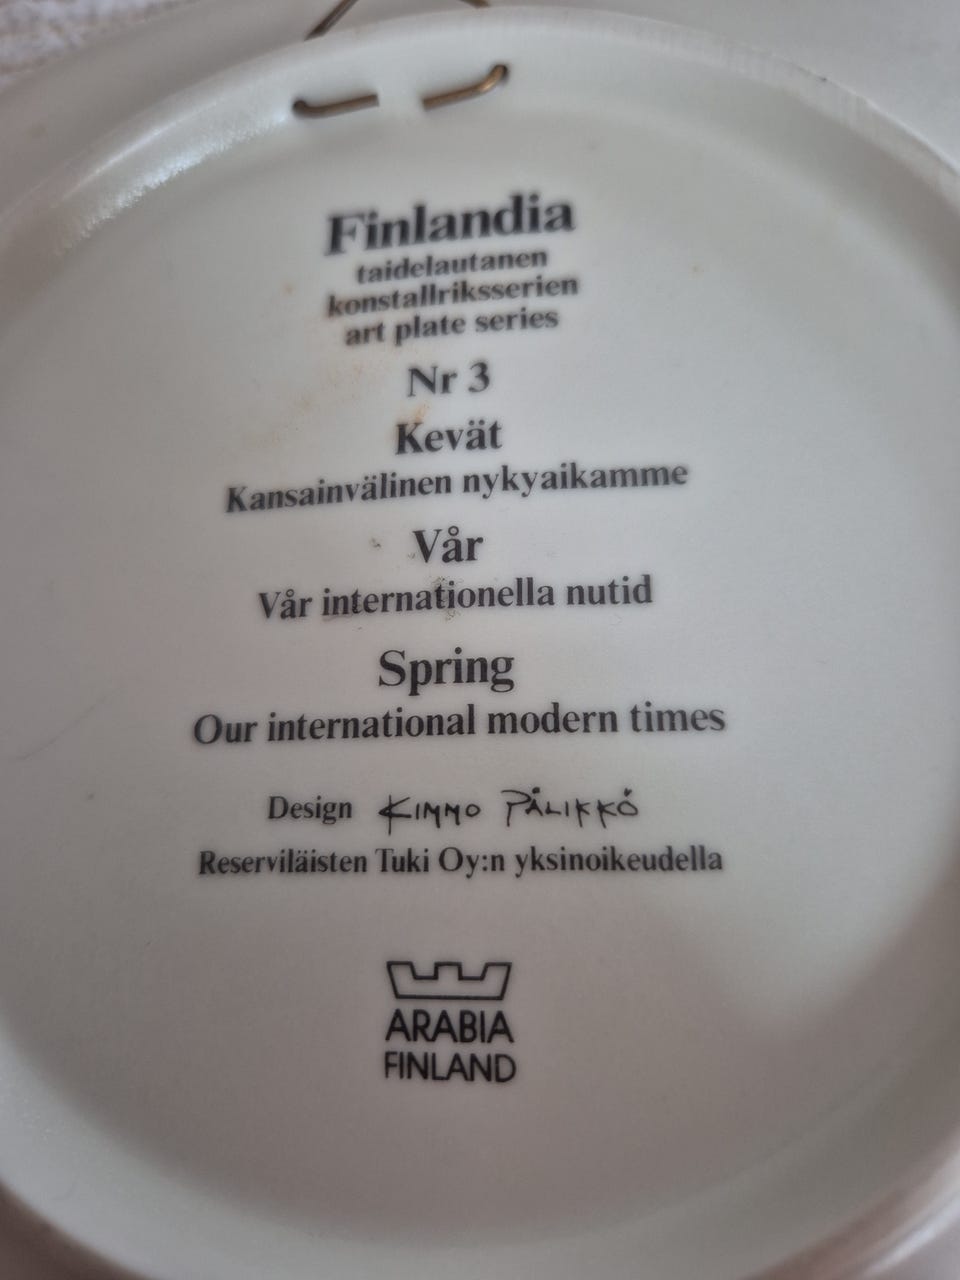 Finlandia
taidelautanen
konstallriksserien
art plate series
Nr 3
Kevät
Kansainvälinen nykyaikamme
Vår
Vår internationella nutid
Spring
Our international modern times
Design KIMMO PÄLIKKÖ
Reserviläisten Tuki Oy:n yksinoikeudella
ARABIA
FINLAND